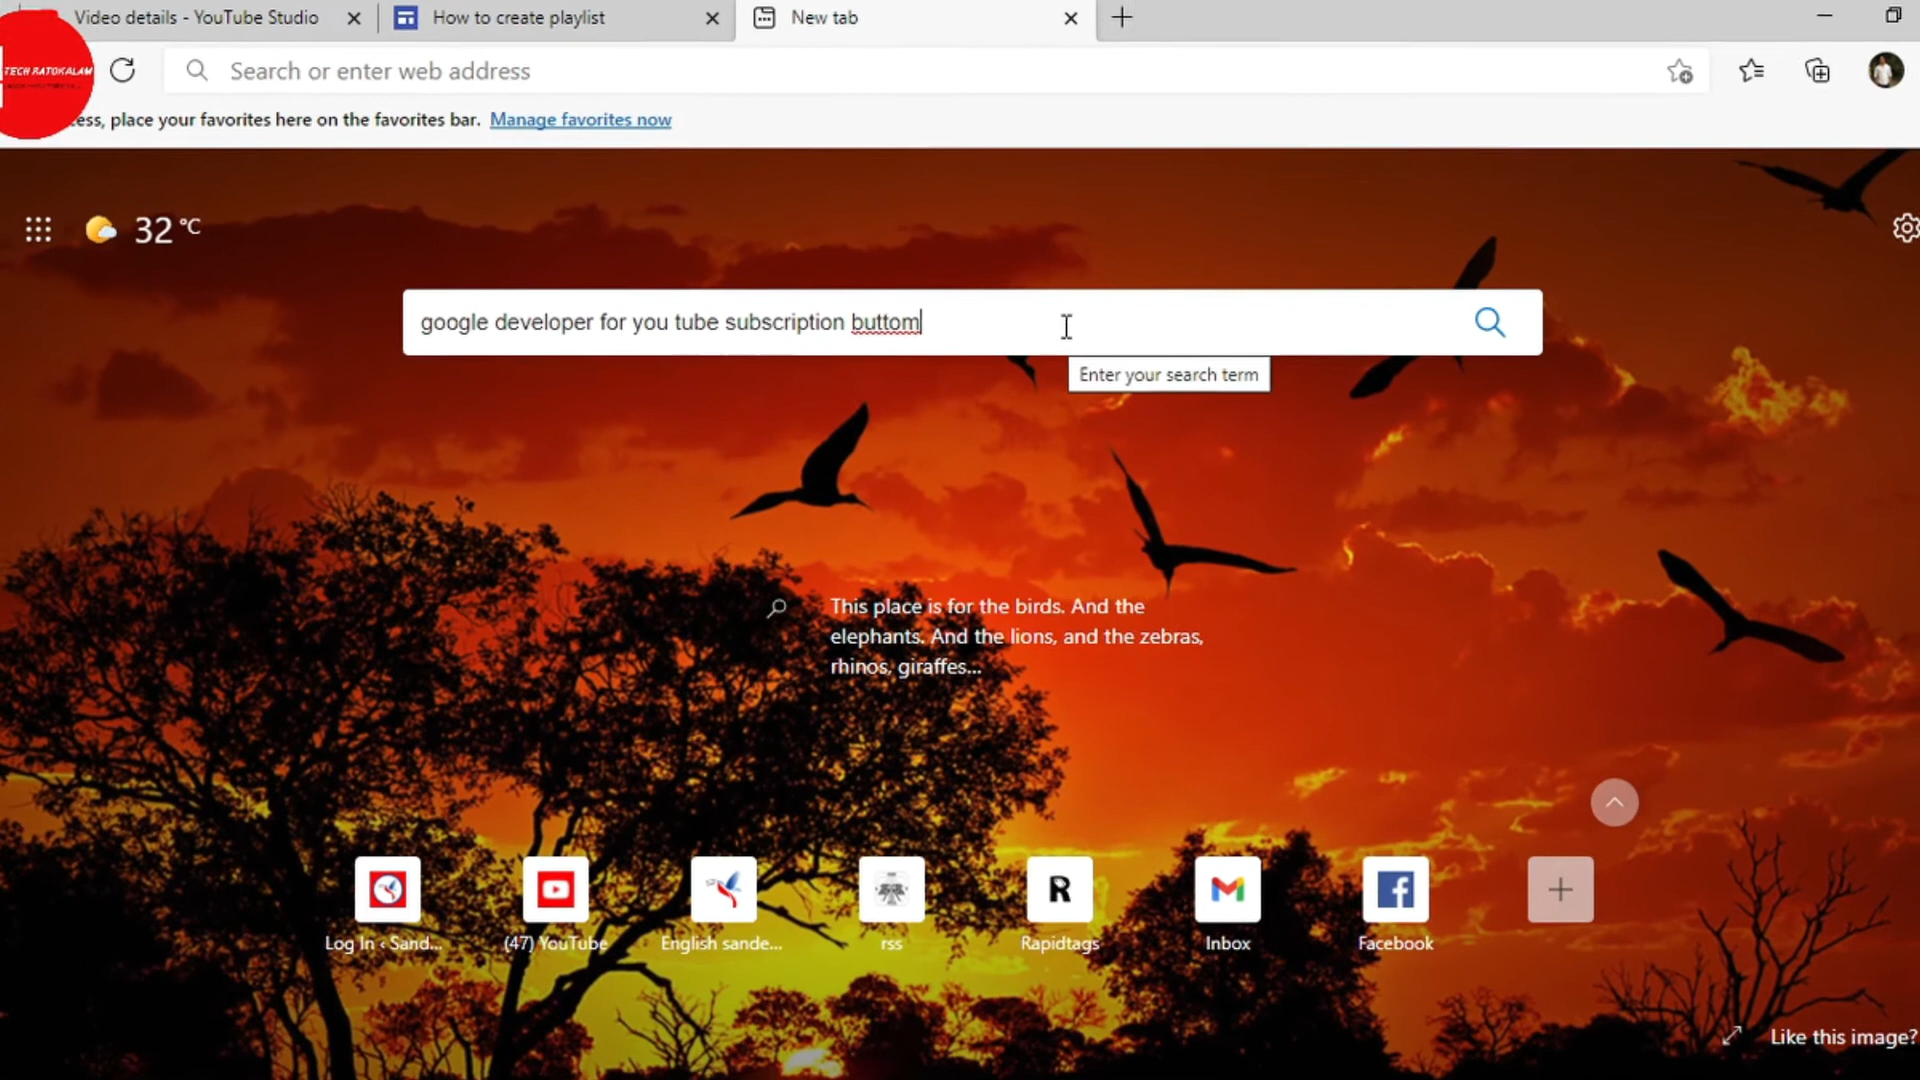 Video details - YouTube Studio
How to create playlist
New tab
TECH RATOKALAM
Search or enter web address
ess, place your favorites here on the favorites bar. Manage favorites now
32 °C
google developer for you tube subscription buttom
Enter your search term
This place is for the birds. And the
elephants. And the lions, and the zebras,
rhinos, giraffes...
Log In ‹ Sand...
(47) YouTube
English sande...
rss
R
Rapidtags
Inbox
Facebook
Like this image?